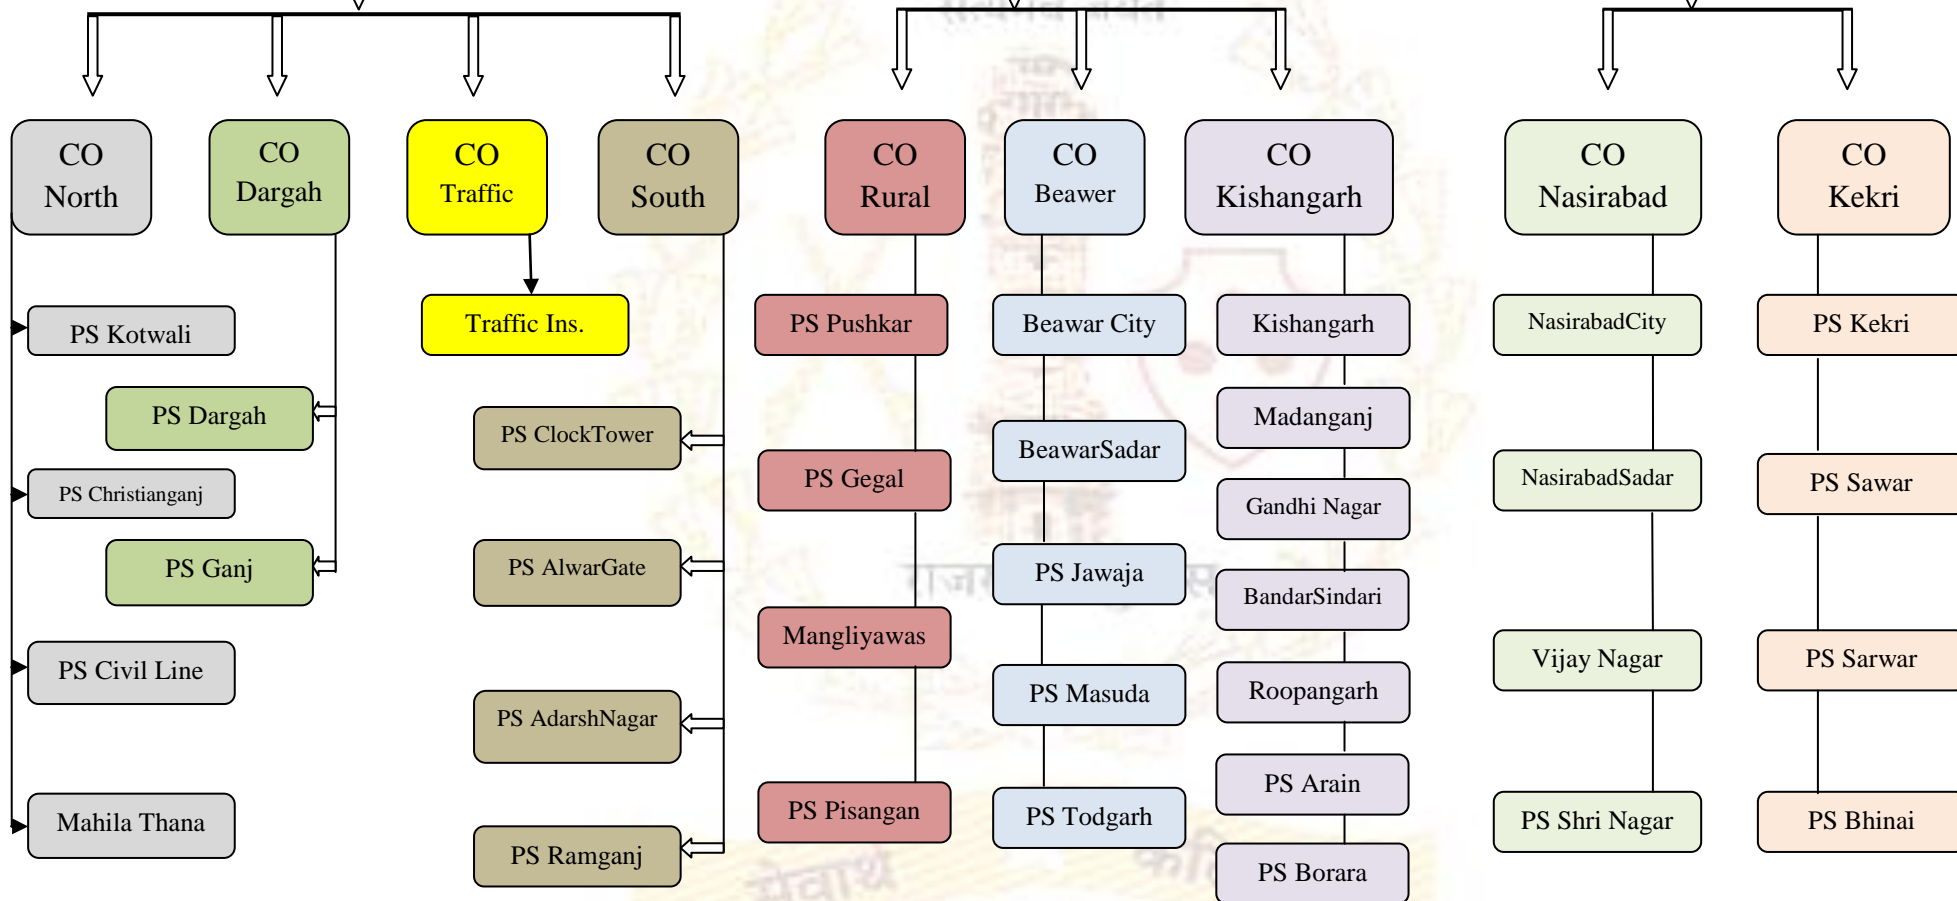 CO
North
CO
Dargah
CO
Traffic
CO
South
CO
Rural
CO
Beawer
CO
Kishangarh
CO
Nasirabad
CO
Kekri
PS Kotwali
PS Christianganj
PS Civil Line
Mahila Thana
PS Dargah
PS Ganj
Traffic Ins.
PS ClockTower
PS AlwarGate
PS AdarshNagar
PS Ramganj
PS Pushkar
PS Gegal
Mangliyawas
PS Pisangan
Beawar City
BeawarSadar
PS Jawaja
PS Masuda
PS Todgarh
Kishangarh
Madanganj
Gandhi Nagar
BandarSindari
Roopangarh
PS Arain
PS Borara
NasirabadCity
NasirabadSadar
Vijay Nagar
PS Shri Nagar
PS Kekri
PS Sawar
PS Sarwar
PS Bhinai
सेवार्थ